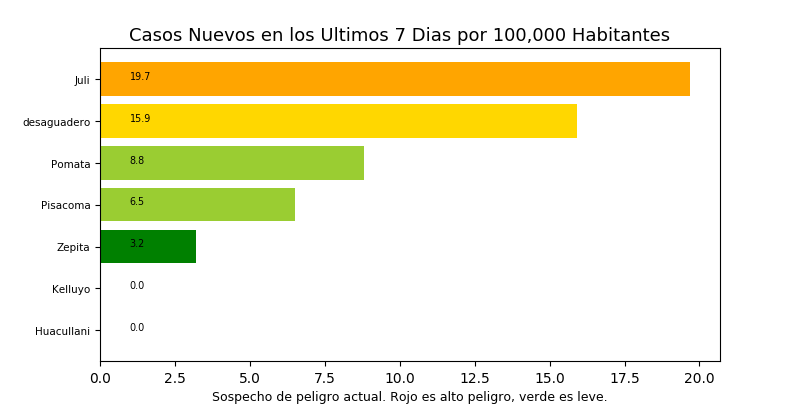 Casos Nuevos en los Ultimos 7 Dias por 100,000 Habitantes
Juli 19.7
desaguadero 15.9
Pomata 8.8
Pisacoma 6.5
Zepita 3.2
Kelluyo 0.0
Huacullani 0.0
0.0 2.5 5.0 7.5 10.0 12.5 15.0 17.5 20.0
Sospecho de peligro actual. Rojo es alto peligro, verde es leve.